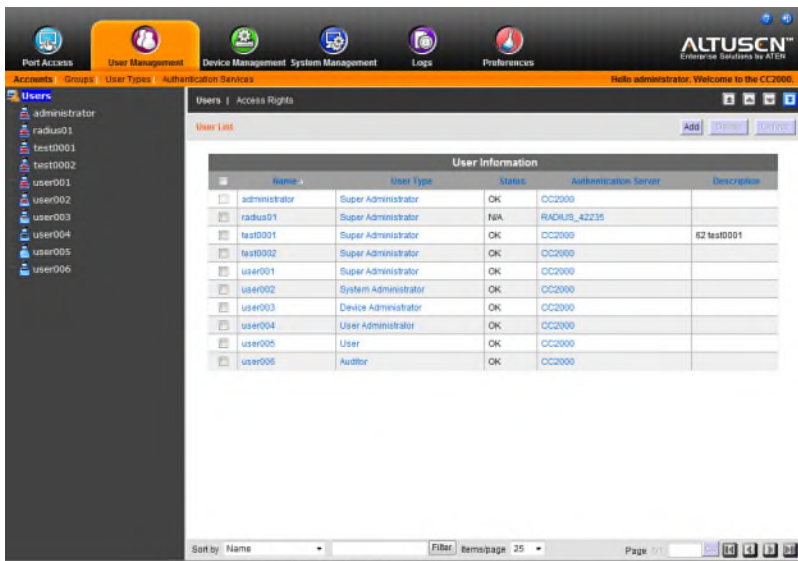 ALTUSEN™
Enterprise Solutions by ATEN
Port Access
User Management
Device Management
System Management
Logs
Preferences
Accounts
Groups
User Types
Authentication Services
Hello administrator. Welcome to the CC2000.
Users
administrator
radius01
test0001
test0002
user001
user002
user003
user004
user005
user006
Users | Access Rights
User List
Add
User Information
Name User Type Status Authentication Server Description
administrator Super Administrator OK CC2000
radius01 Super Administrator N/A RADIUS_42235
test0001 Super Administrator OK CC2000 62 test0001
test0002 Super Administrator OK CC2000
user001 Super Administrator OK CC2000
user002 System Administrator OK CC2000
user003 Device Administrator OK CC2000
user004 User Administrator OK CC2000
user005 User OK CC2000
user006 Auditor OK CC2000
Sort by Name Filter Items/page 25 Page 1/1